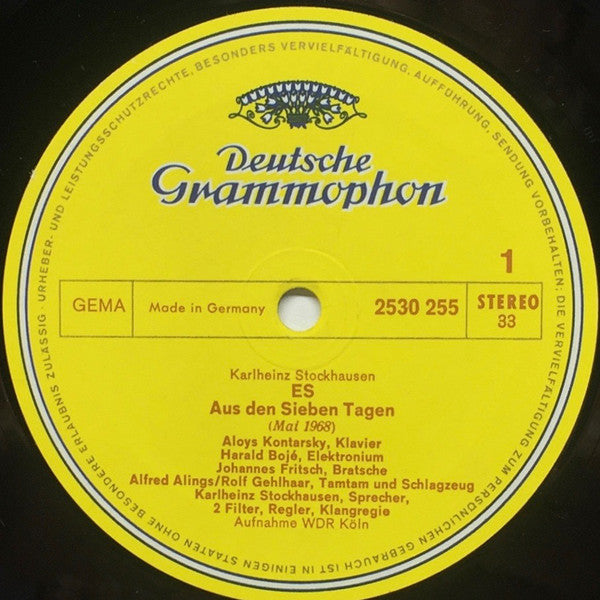 Deutsche
Grammophon
1
GEMA
Made in Germany
2530 255
STEREO
33
Karlheinz Stockhausen
ES
Aus den Sieben Tagen
(Mai 1968)
Aloys Kontarsky, Klavier
Harald Bojé, Elektronium
Johannes Fritsch, Bratsche
Alfred Alings/Rolf Gehlhaar, Tamtam und Schlagzeug
Karlheinz Stockhausen, Sprecher,
2 Filter, Regler, Klangregie
Aufnahme WDR Köln
URHEBER- UND LEISTUNGSSCHUTZRECHTE, BESONDERS VERVIELFÄLTIGUNG, AUFFÜHRUNG, SENDUNG VORBEHALTEN; DIE VERVIELFÄLTIGUNG ZUM PERSÖNLICHEN GEBRAUCH IST IN EINIGEN STAATEN OHNE BESONDERE ERLAUBNIS ZULÄSSIG ·